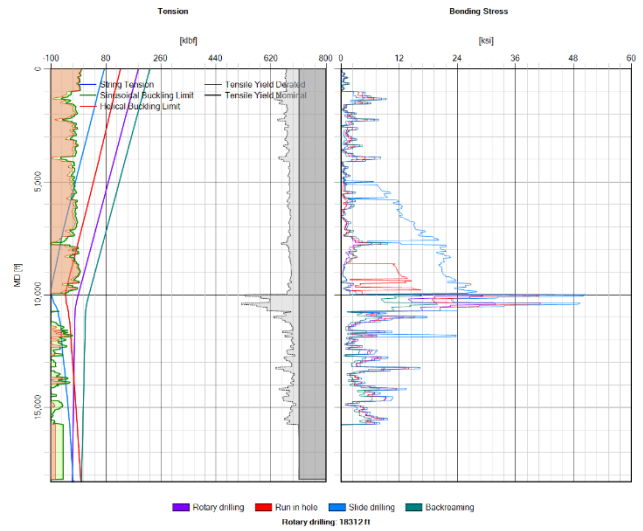 Tension
Bonding Stress
[klbf]
[ksi]
-100 80 260 440 620 800
0 12 24 36 48 60
0
String Tension
Sinusoidal Buckling Limit
Helical Buckling Limit
Tensile Yield Derated
Tensile Yield Nominal
5,000
MD [ft]
10,000
15,000
Rotary drilling
Run in hole
Slide drilling
Backreaming
Rotary drilling: 18312 ft